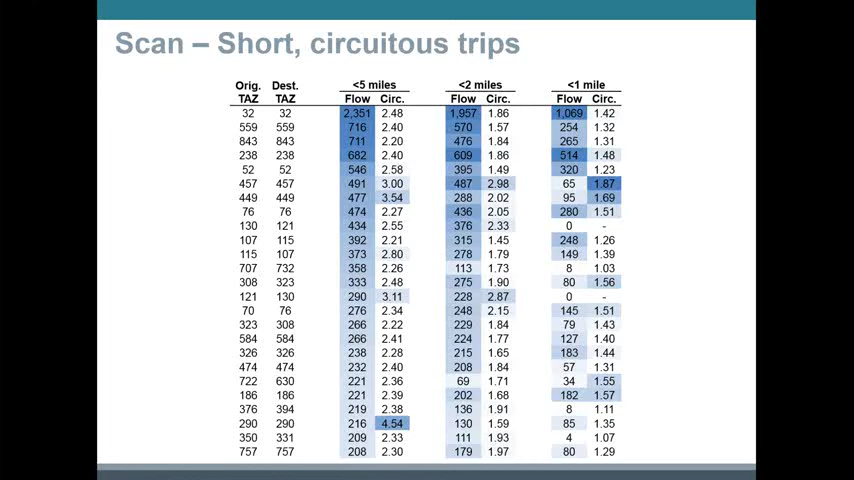 Scan – Short, circuitous trips
Orig. Dest. <5 miles <2 miles <1 mile
TAZ TAZ Flow Circ. Flow Circ. Flow Circ.
32 32 2,351 2.48 1,957 1.86 1,069 1.42
559 559 716 2.40 570 1.57 254 1.32
843 843 711 2.20 476 1.84 265 1.31
238 238 682 2.40 609 1.86 514 1.48
52 52 546 2.58 395 1.49 320 1.23
457 457 491 3.00 487 2.98 65 1.87
449 449 477 3.54 288 2.02 95 1.69
76 76 474 2.27 436 2.05 280 1.51
130 121 434 2.55 376 2.33 0 -
107 115 392 2.21 315 1.45 248 1.26
115 107 373 2.80 278 1.79 149 1.39
707 732 358 2.26 113 1.73 8 1.03
308 323 333 2.48 275 1.90 80 1.56
121 130 290 3.11 228 2.87 0 -
70 76 276 2.34 248 2.15 145 1.51
323 308 266 2.22 229 1.84 79 1.43
584 584 266 2.41 224 1.77 127 1.40
326 326 238 2.28 215 1.65 183 1.44
474 474 232 2.40 208 1.84 57 1.31
722 630 221 2.36 69 1.71 34 1.55
186 186 221 2.39 202 1.68 182 1.57
376 394 219 2.38 136 1.91 8 1.11
290 290 216 4.54 130 1.59 85 1.35
350 331 209 2.33 111 1.93 4 1.07
757 757 208 2.30 179 1.97 80 1.29